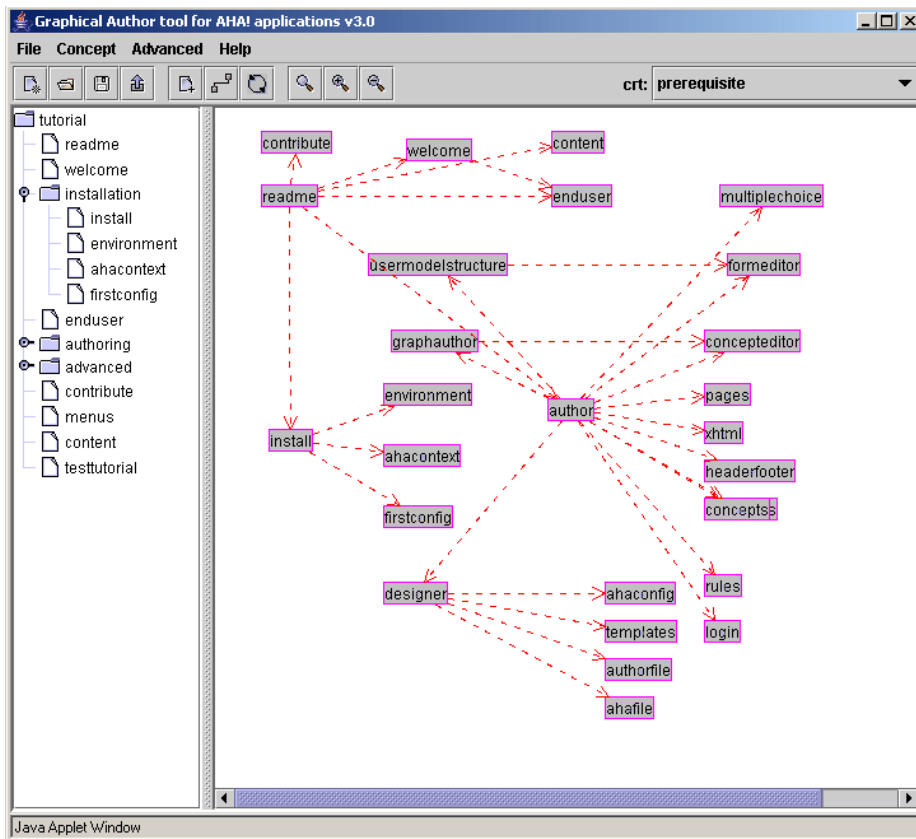 Graphical Author tool for AHA! applications v3.0
File Concept Advanced Help
crt: prerequisite
tutorial
readme
welcome
installation
install
environment
ahacontext
firstconfig
enduser
authoring
advanced
contribute
menus
content
testtutorial
contribute
welcome
content
readme
enduser
multiplechoice
usermodelstructure
formeditor
graphauthor
concepteditor
environment
pages
author
xhtml
install
ahacontext
headerfooter
firstconfig
conceptss
designer
ahaconfig
rules
templates
login
authorfile
ahafile
Java Applet Window